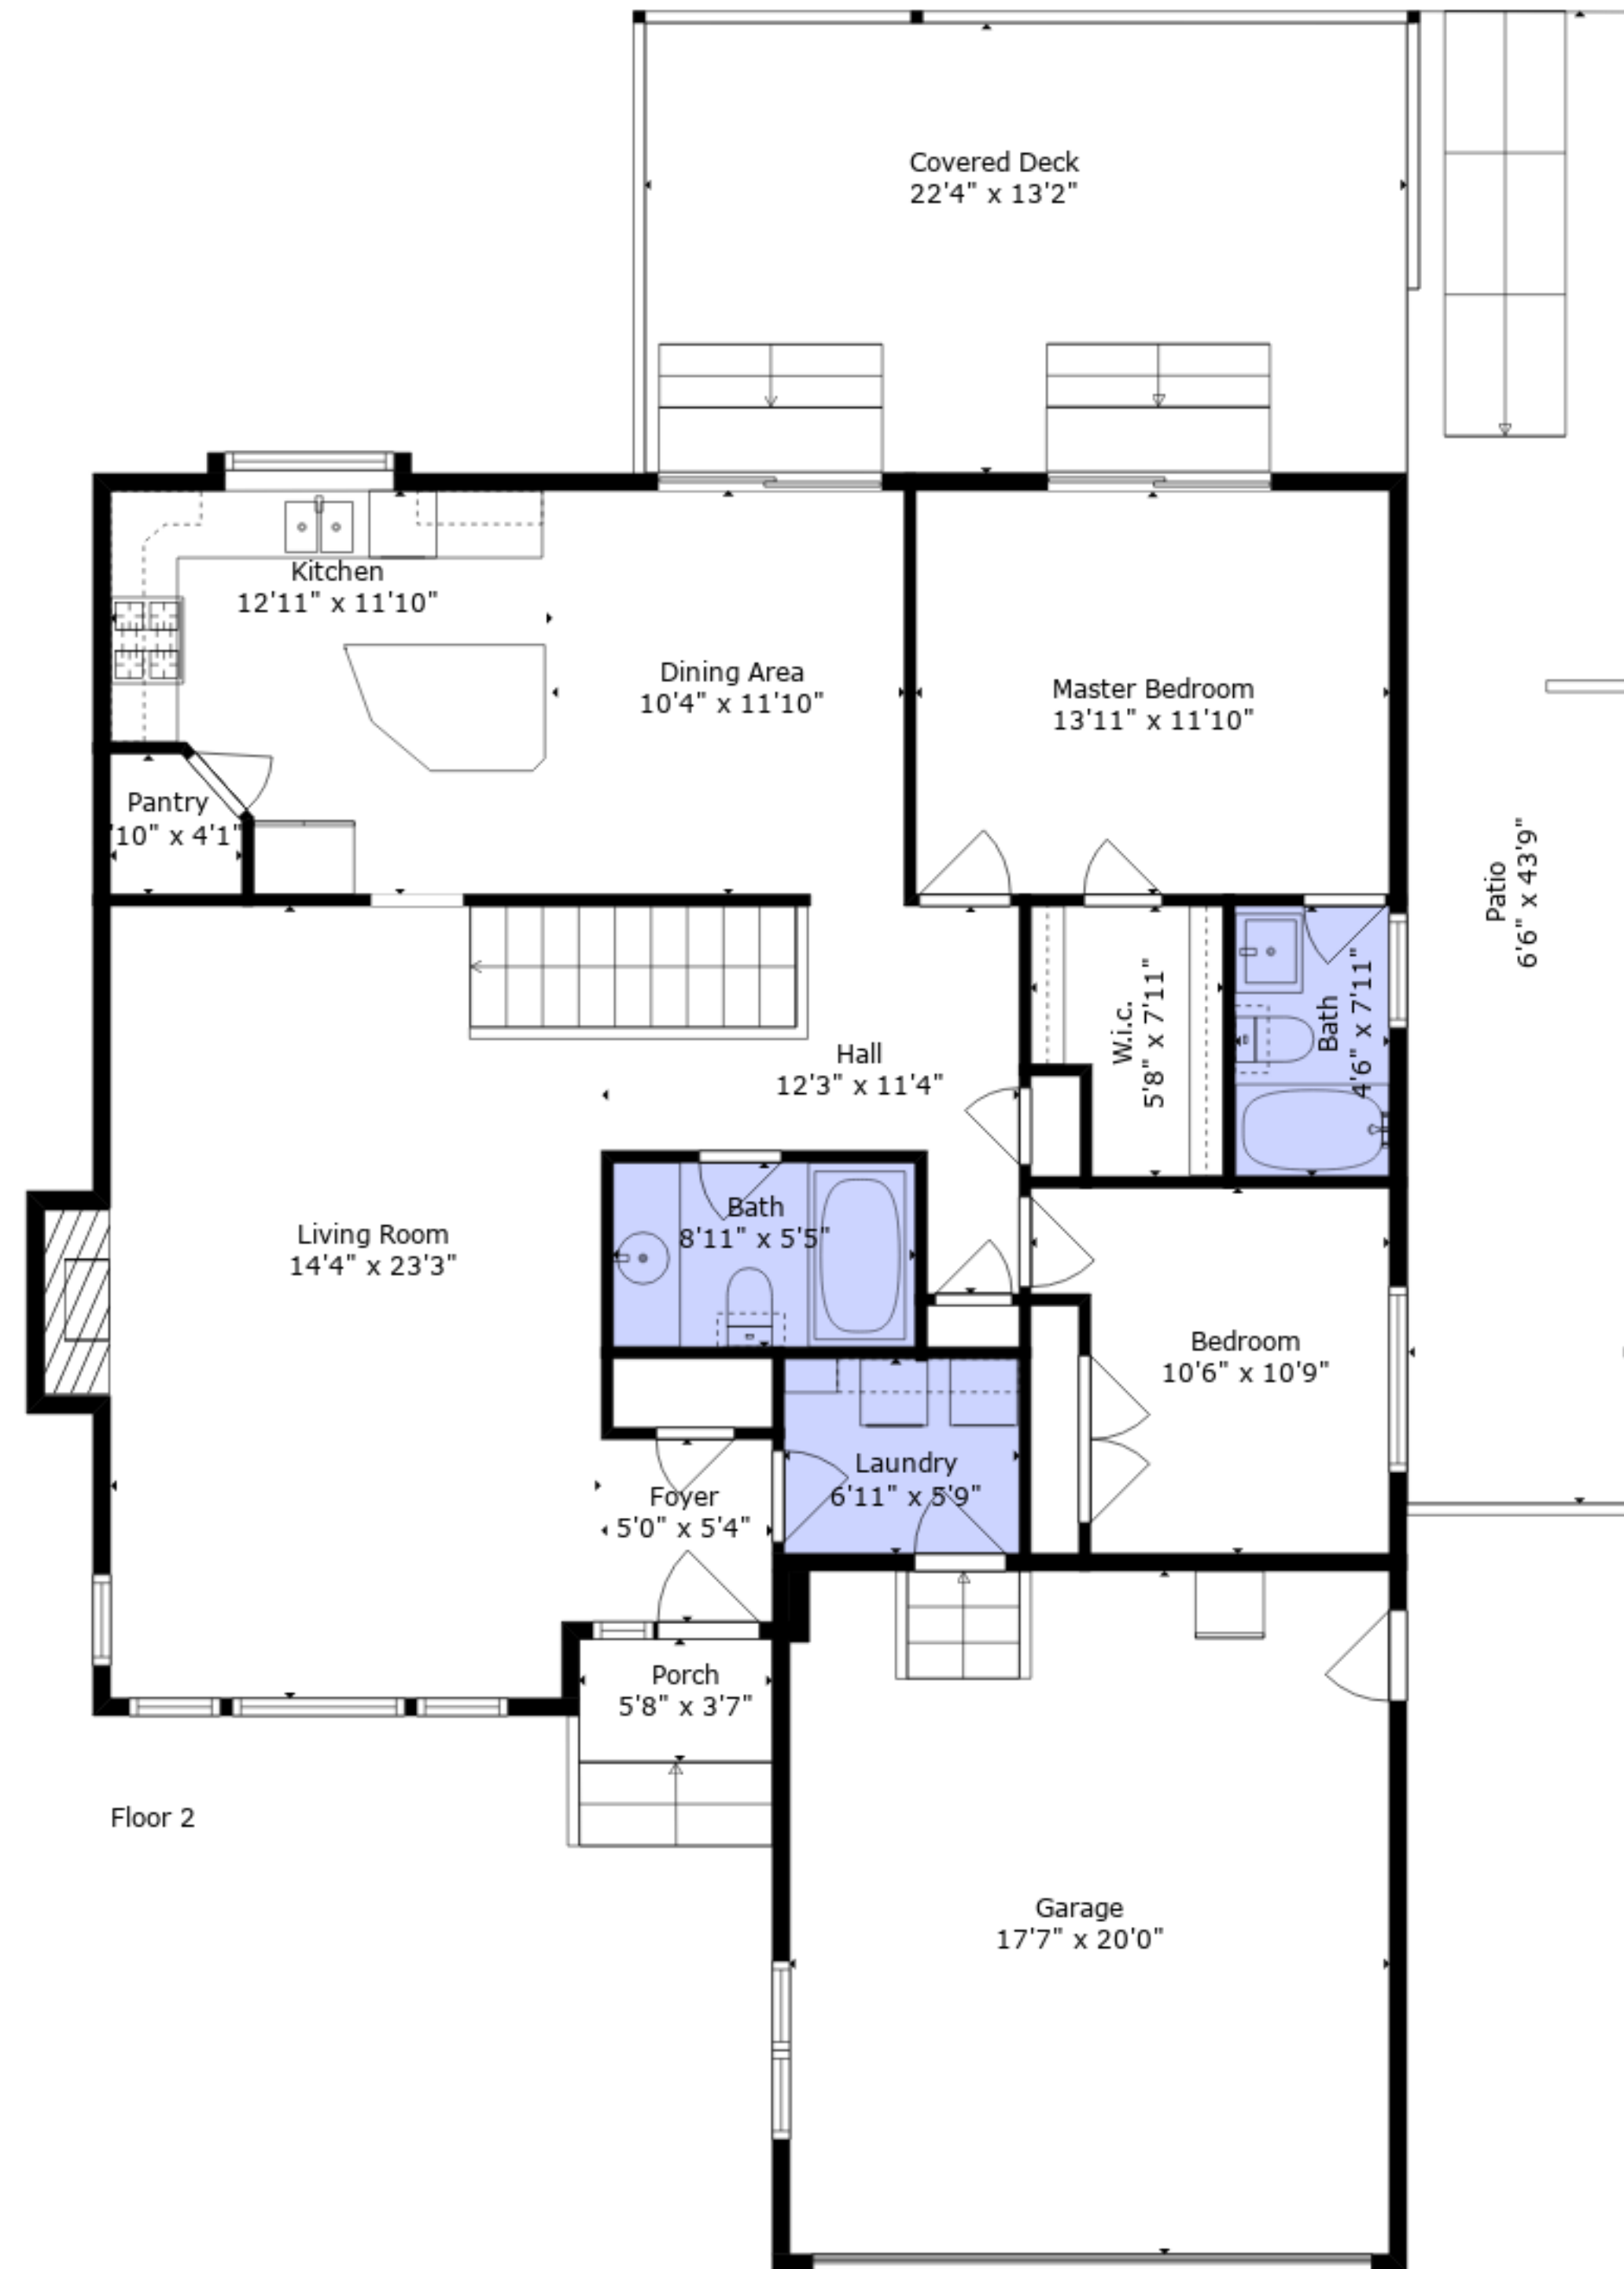 Covered Deck
22'4" x 13'2"
Kitchen
12'11" x 11'10"
Dining Area
10'4" x 11'10"
Master Bedroom
13'11" x 11'10"
Pantry
'10" x 4'1"
Patio
6'6" x 43'9"
W.i.c.
5'8" x 7'11"
Bath
4'6" x 7'11"
Hall
12'3" x 11'4"
Living Room
14'4" x 23'3"
Bath
8'11" x 5'5"
Bedroom
10'6" x 10'9"
Laundry
6'11" x 5'9"
Foyer
5'0" x 5'4"
Porch
5'8" x 3'7"
Floor 2
Garage
17'7" x 20'0"